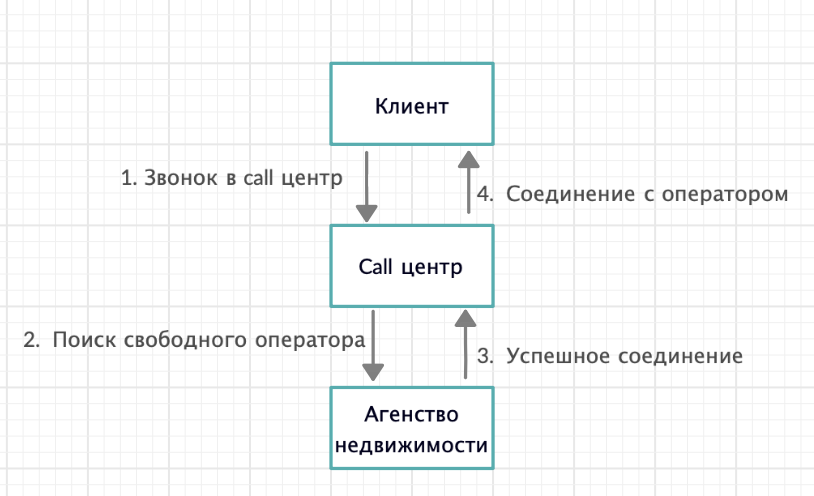 Клиент
1. Звонок в call центр
4. Соединение с оператором
Call центр
2. Поиск свободного оператора
3. Успешное соединение
Агенство
недвижимости